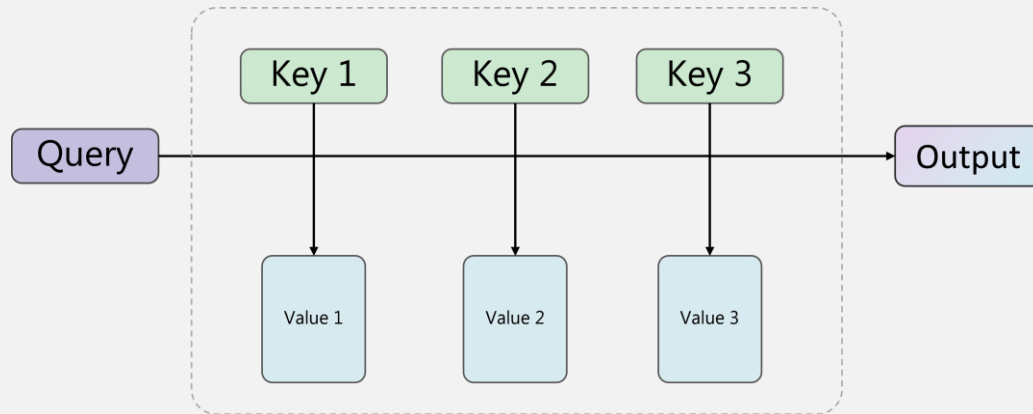 Key 1
Key 2
Key 3
Query
Output
Value 1
Value 2
Value 3